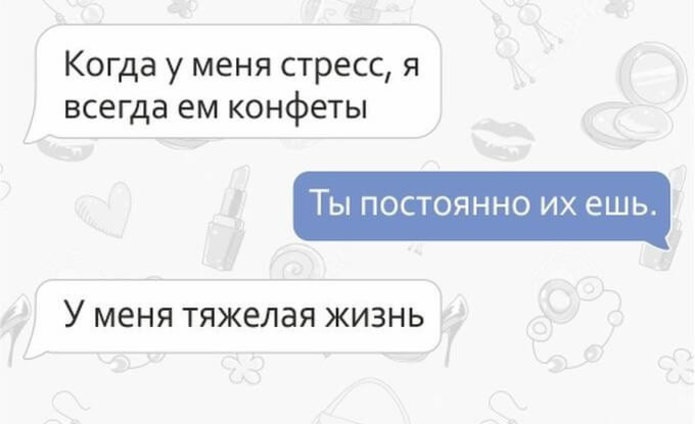 Когда у меня стресс, я
всегда ем конфеты
Ты постоянно их ешь.
У меня тяжелая жизнь